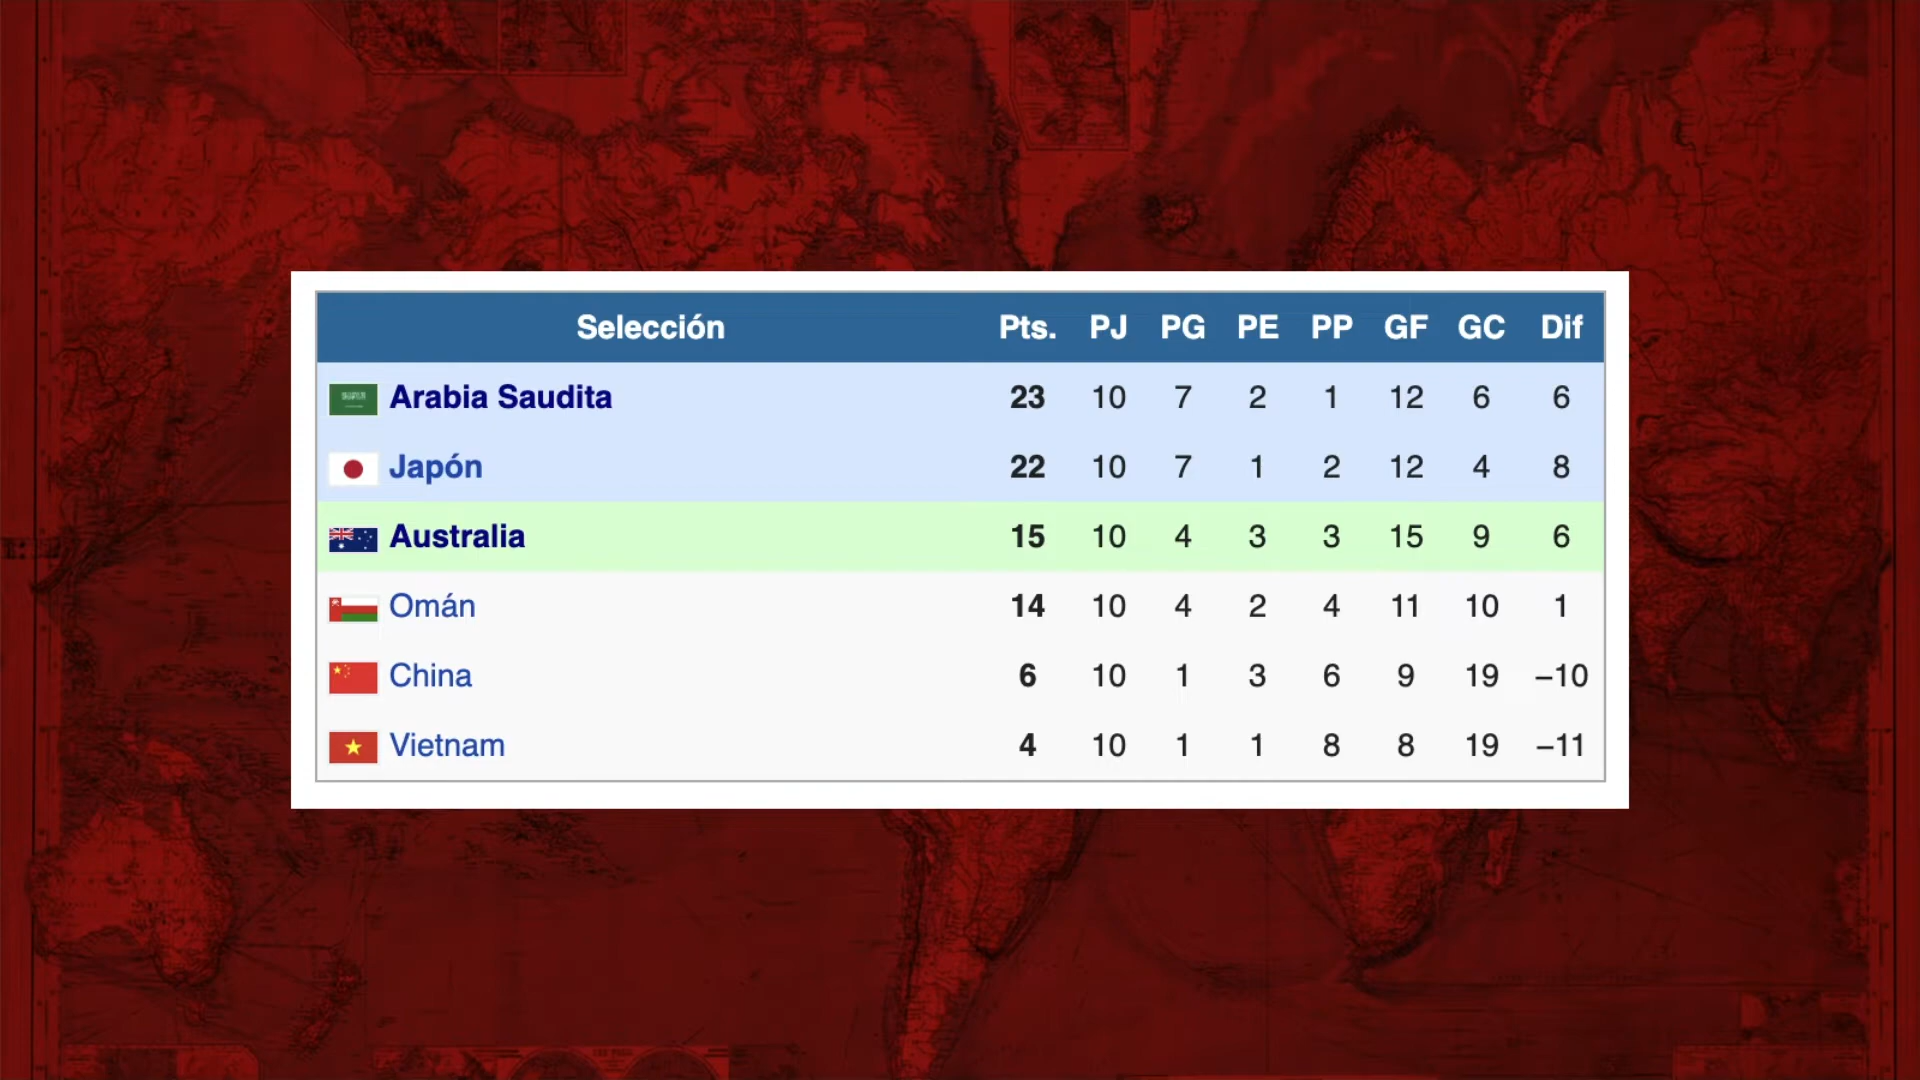 Selección Pts. PJ PG PE PP GF GC Dif
Arabia Saudita 23 10 7 2 1 12 6 6
Japón 22 10 7 1 2 12 4 8
Australia 15 10 4 3 3 15 9 6
Omán 14 10 4 2 4 11 10 1
China 6 10 1 3 6 9 19 −10
Vietnam 4 10 1 1 8 8 19 −11